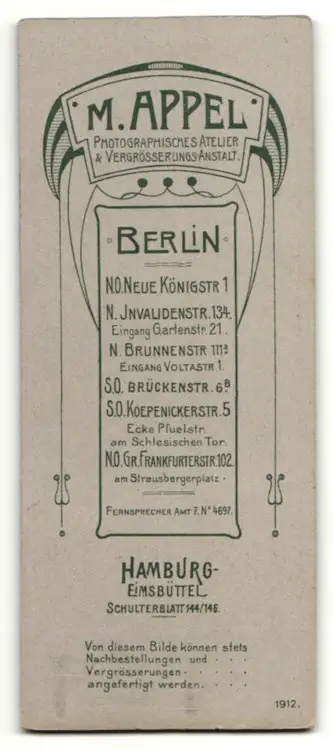 M. APPEL
PHOTOGRAPHISCHES ATELIER
& VERGRÖSSERUNGS-ANSTALT.
BERLIN
N.O. NEUE KÖNIGSTR 1
N. JNVALIDENSTR. 134.
Eingang Gartenstr. 21.
N. BRUNNENSTR 111a
EINGANG VOLTASTR 1.
S.O. BRÜCKENSTR. 6B
S.O. KOEPENICKERSTR. 5
Ecke Pfuelstr.
am Schlesischen Tor.
N.O. GR. FRANKFURTERSTR. 102.
am Strausbergerplatz.
FERNSPRECHER AMT 7. No 4697.
HAMBURG-
EIMSBÜTTEL
SCHULTERBLATT 144/146.
Von diesem Bilde können stets
Nachbestellungen und . . . .
Vergrösserungen . . . . .
angefertigt werden. . . . .
1912.